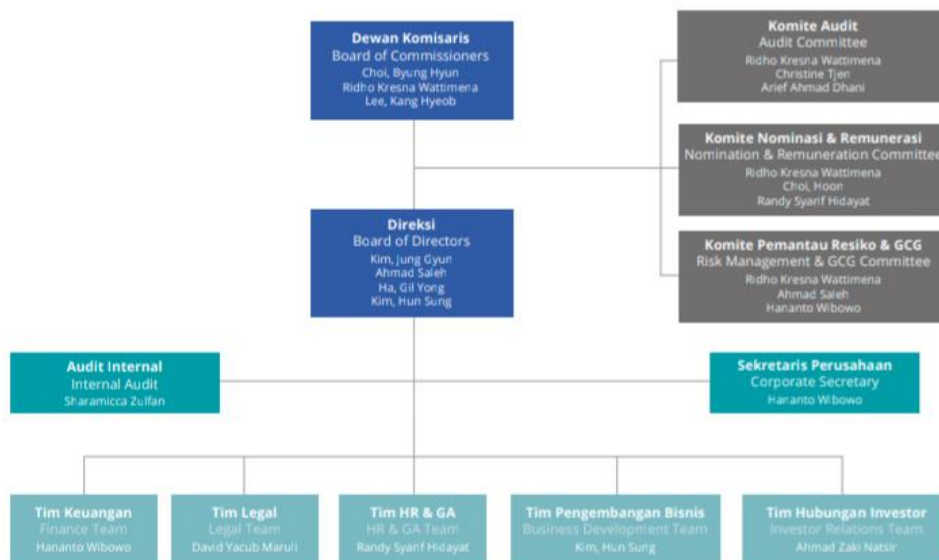 Dewan Komisaris
Board of Commissioners
Choi, Byung Hyun
Ridho Kresna Wattimena
Lee, Kang Hyeob
Komite Audit
Audit Committee
Ridho Kresna Wattimena
Christine Tjen
Arief Ahmad Dhani
Komite Nominasi & Remunerasi
Nomination & Remuneration Committee
Ridho Kresna Wattimena
Choi, Hoon
Randy Syarif Hidayat
Direksi
Board of Directors
Kim, Jung Gyun
Ahmad Saleh
Ha, Gil Yong
Kim, Hun Sung
Komite Pemantau Resiko & GCG
Risk Management & GCG Committee
Ridho Kresna Wattimena
Ahmad Saleh
Hananto Wibowo
Audit Internal
Internal Audit
Sharamicca Zulfan
Sekretaris Perusahaan
Corporate Secretary
Hananto Wibowo
Tim Keuangan
Finance Team
Hananto Wibowo
Tim Legal
Legal Team
David Yacub Maruli
Tim HR & GA
HR & GA Team
Randy Syarif Hidayat
Tim Pengembangan Bisnis
Business Development Team
Kim, Hun Sung
Tim Hubungan Investor
Investor Relations Team
Ahmad Zaki Natsir